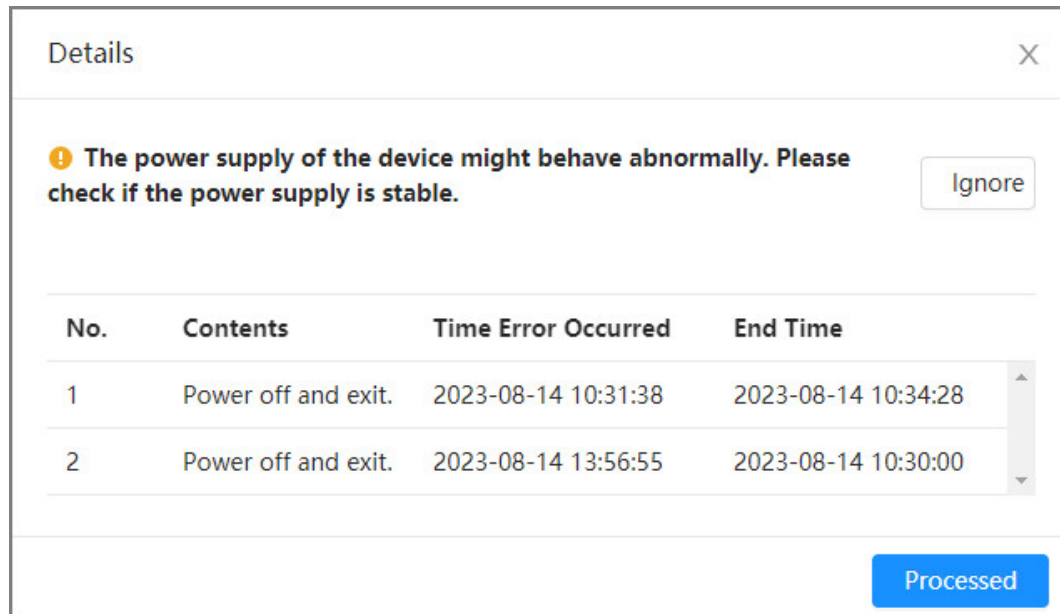 Details X
The power supply of the device might behave abnormally. Please
check if the power supply is stable.
Ignore
No. Contents Time Error Occurred End Time
1 Power off and exit. 2023-08-14 10:31:38 2023-08-14 10:34:28
2 Power off and exit. 2023-08-14 13:56:55 2023-08-14 10:30:00
Processed